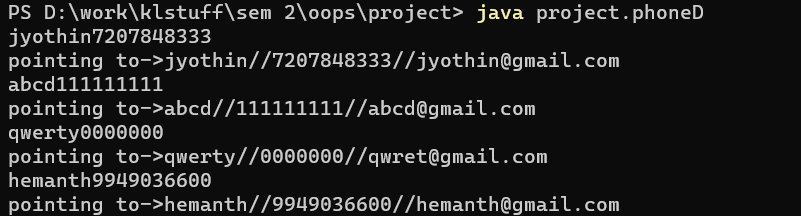 PS D:\work\klstuff\sem 2\oops\project> java project.phoneD
jyothin7207848333
pointing to->jyothin//7207848333//jyothin@gmail.com
abcd111111111
pointing to->abcd//111111111//abcd@gmail.com
qwerty0000000
pointing to->qwerty//0000000//qwret@gmail.com
hemanth9949036600
pointing to->hemanth//9949036600//hemanth@gmail.com